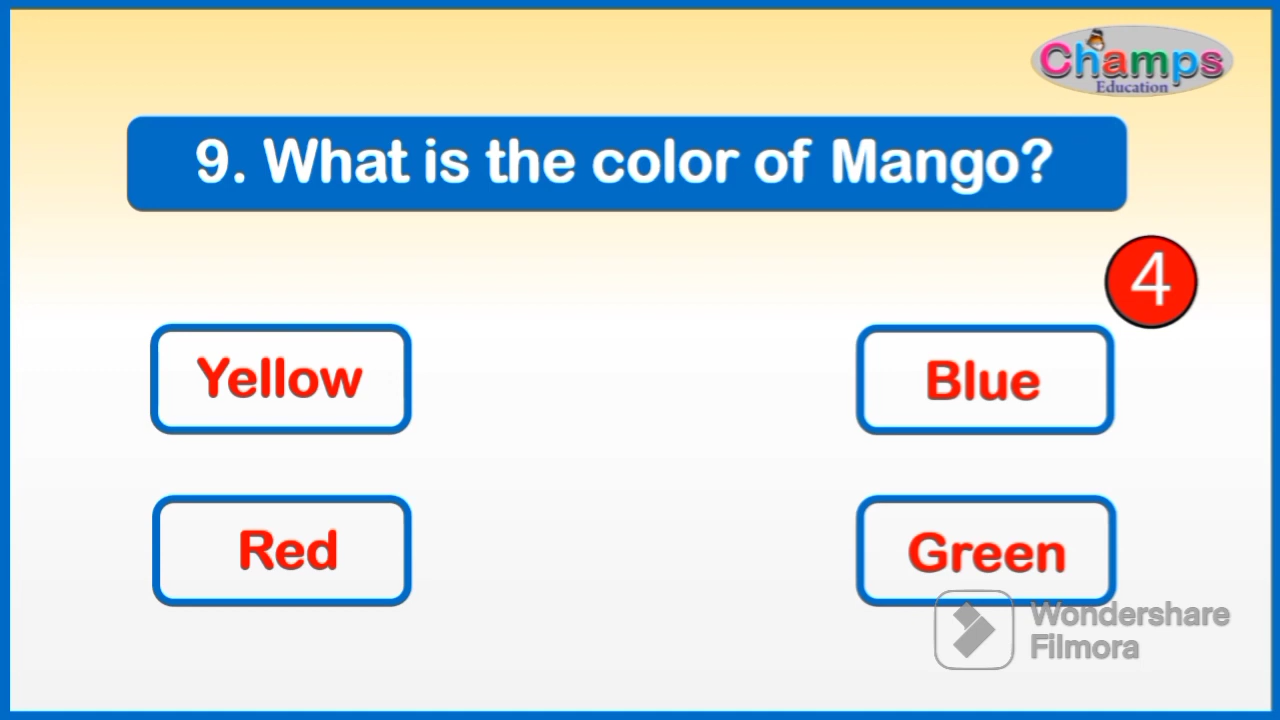 Champs
Education
9. What is the color of Mango?
4
Yellow
Blue
Red
Green
Wondershare
Filmora